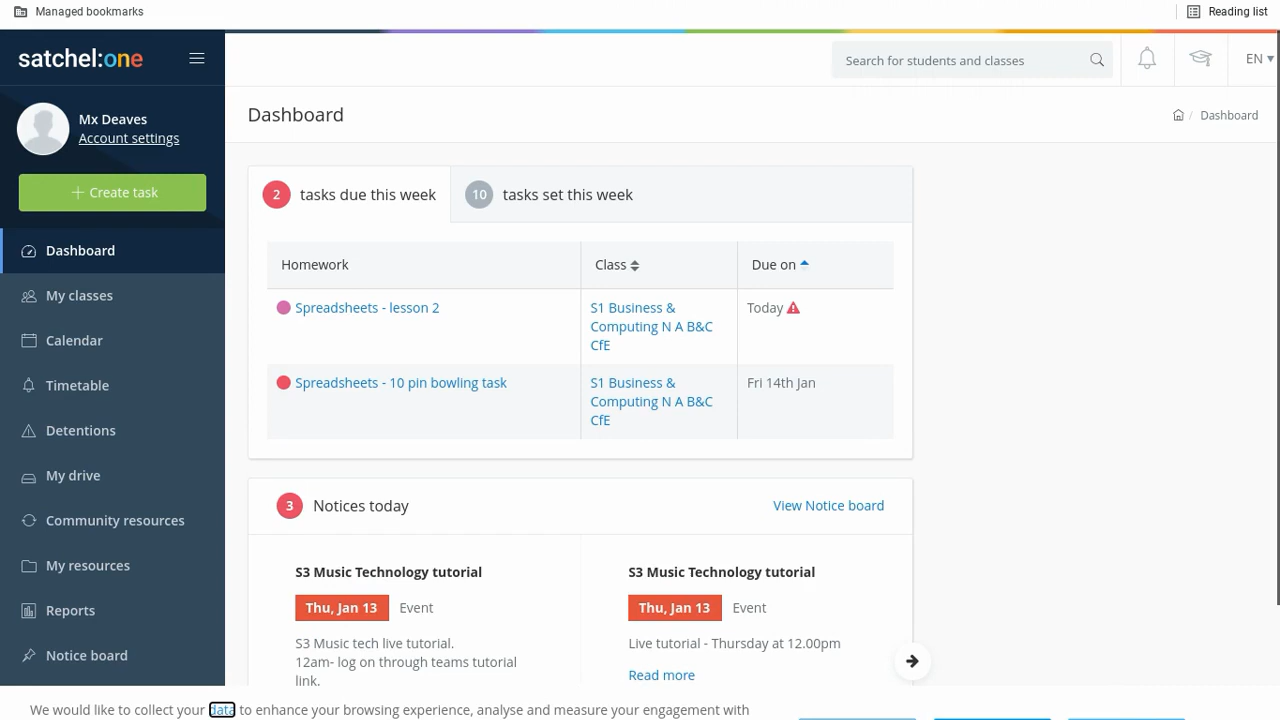 Managed bookmarks
Reading list
satchel:one
Search for students and classes
EN
Mx Deaves
Account settings
Create task
Dashboard
My classes
Calendar
Timetable
Detentions
My drive
Community resources
My resources
Reports
Notice board
Dashboard
/ Dashboard
2 tasks due this week
10 tasks set this week
Homework Class Due on
Spreadsheets - lesson 2
S1 Business &
Computing N A B&C
CfE
Today
Spreadsheets - 10 pin bowling task
S1 Business &
Computing N A B&C
CfE
Fri 14th Jan
3 Notices today
View Notice board
S3 Music Technology tutorial
Thu, Jan 13 Event
S3 Music tech live tutorial.
12am- log on through teams tutorial
link.
S3 Music Technology tutorial
Thu, Jan 13 Event
Live tutorial - Thursday at 12.00pm
Read more
We would like to collect your data to enhance your browsing experience, analyse and measure your engagement with